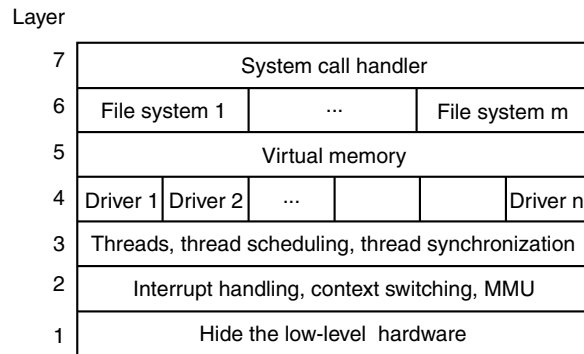 Layer
7 System call handler
6 File system 1 ... File system m
5 Virtual memory
4 Driver 1 Driver 2 ... Driver n
3 Threads, thread scheduling, thread synchronization
2 Interrupt handling, context switching, MMU
1 Hide the low-level hardware